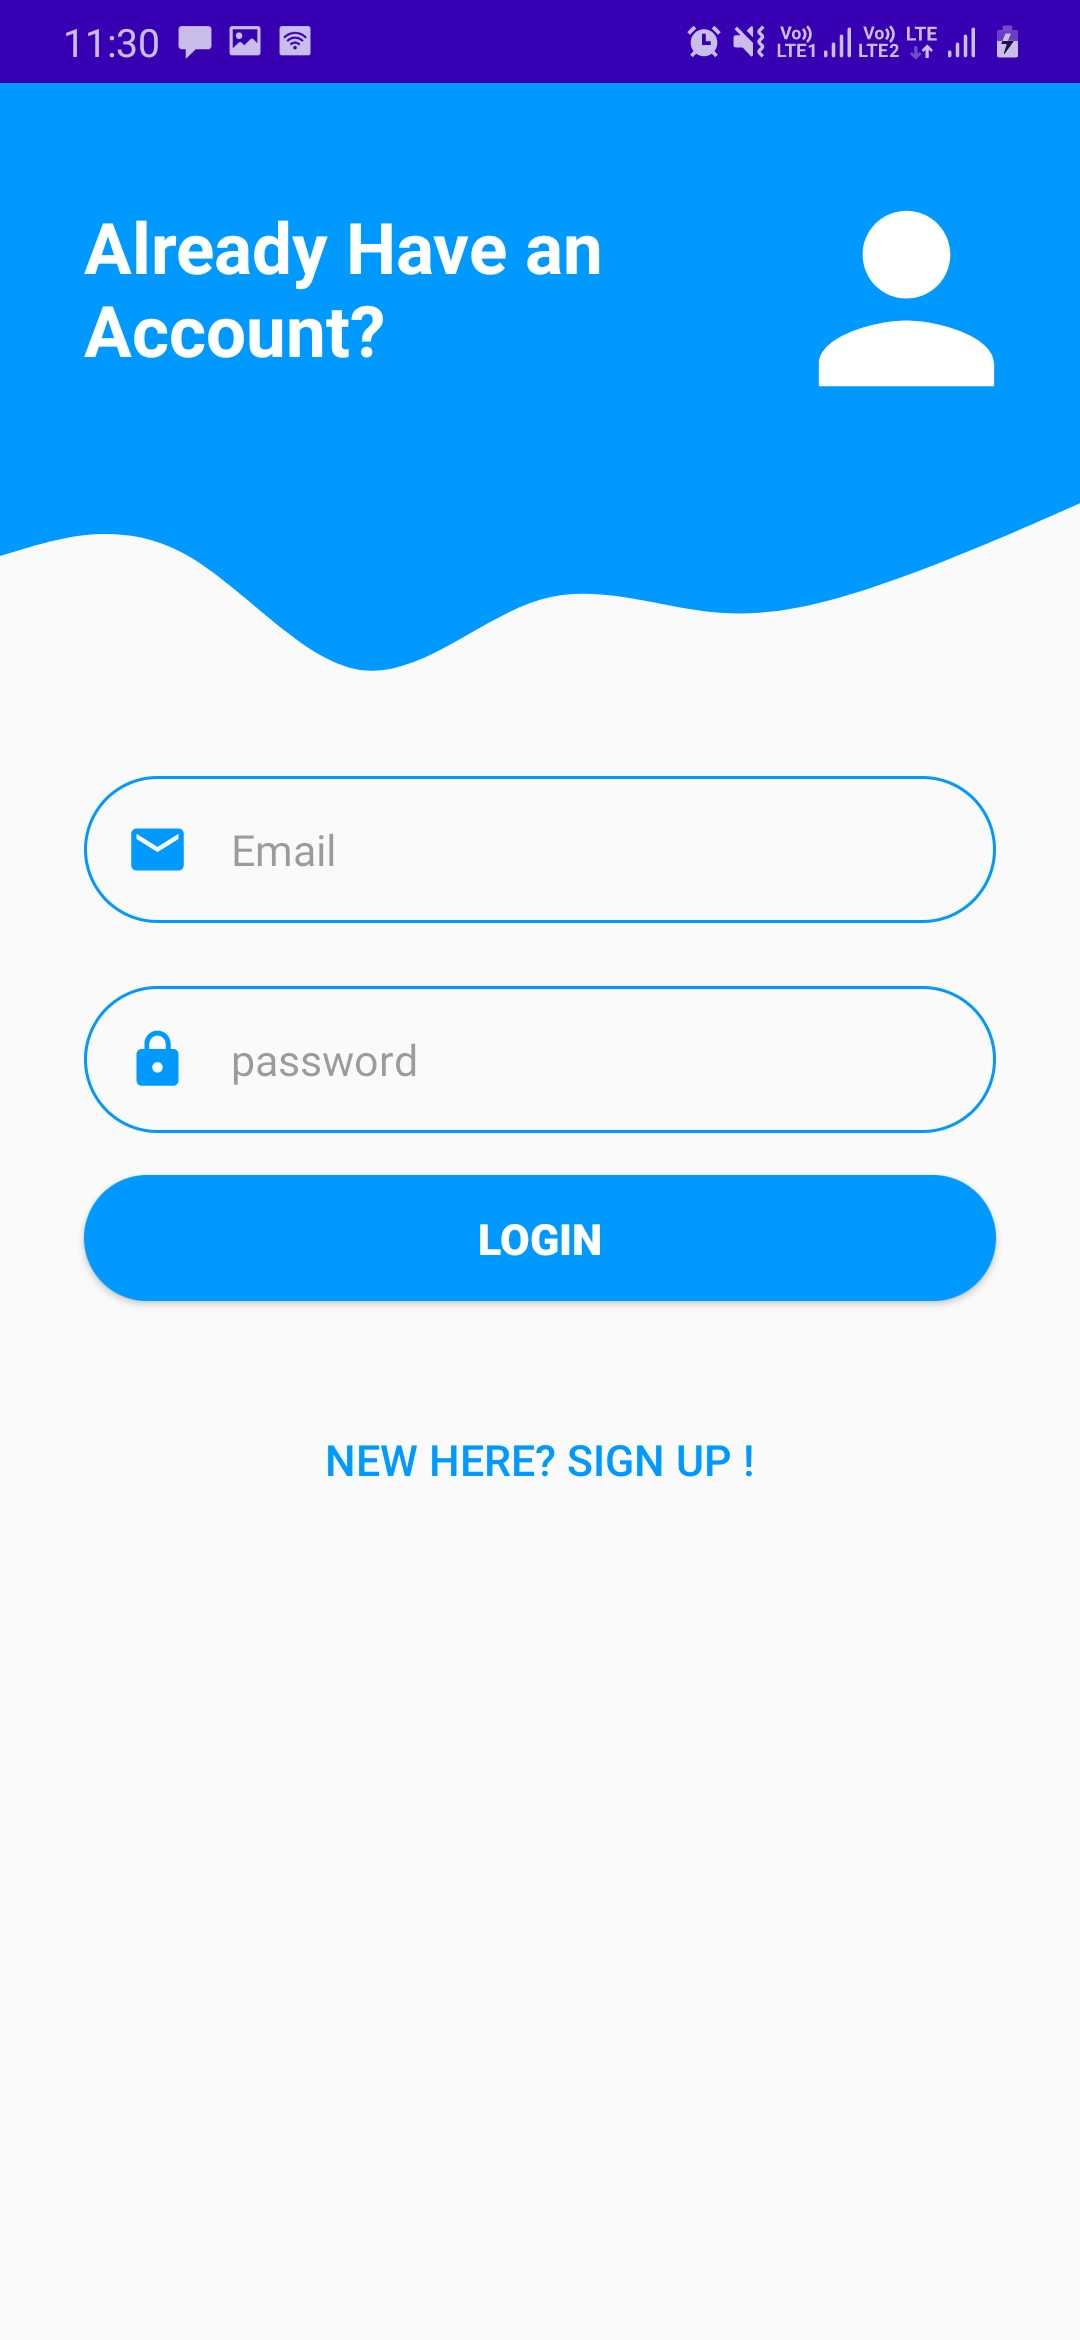 11:30 Vo)) LTE1 Vo)) LTE2 LTE
Already Have an
Account?
Email
password
LOGIN
NEW HERE? SIGN UP !